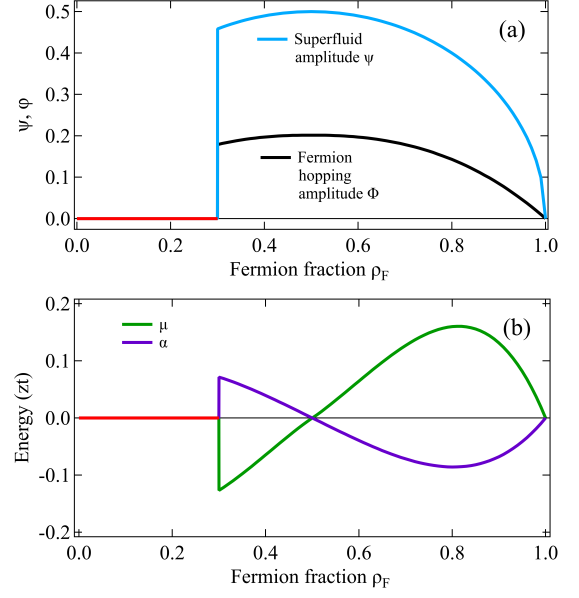 0.5
0.4
0.3
0.2
0.1
0.0
ψ, φ
(a)
Superfluid
amplitude ψ
Fermion
hopping
amplitude Φ
0.0 0.2 0.4 0.6 0.8 1.0
Fermion fraction ρF
0.2
0.1
0.0
-0.1
-0.2
Energy (zt)
(b)
μ
α
0.0 0.2 0.4 0.6 0.8 1.0
Fermion fraction ρF